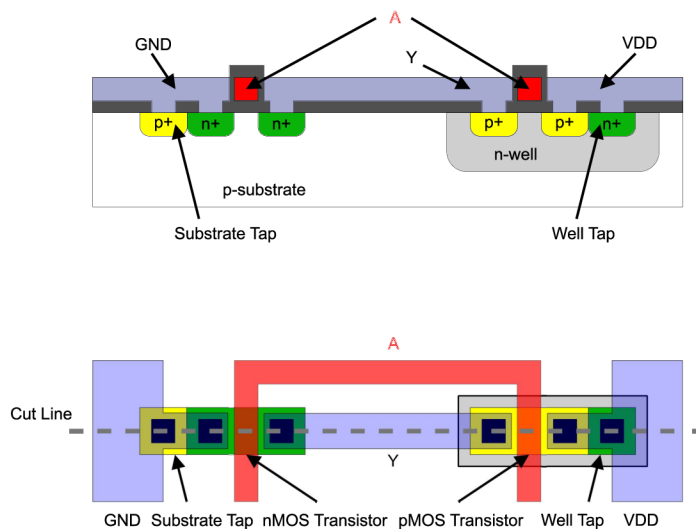 A
GND
Y
VDD
p+ n+ n+ p+ p+ n+
n-well
p-substrate
Substrate Tap
Well Tap
A
Cut Line
Y
GND Substrate Tap nMOS Transistor pMOS Transistor Well Tap VDD